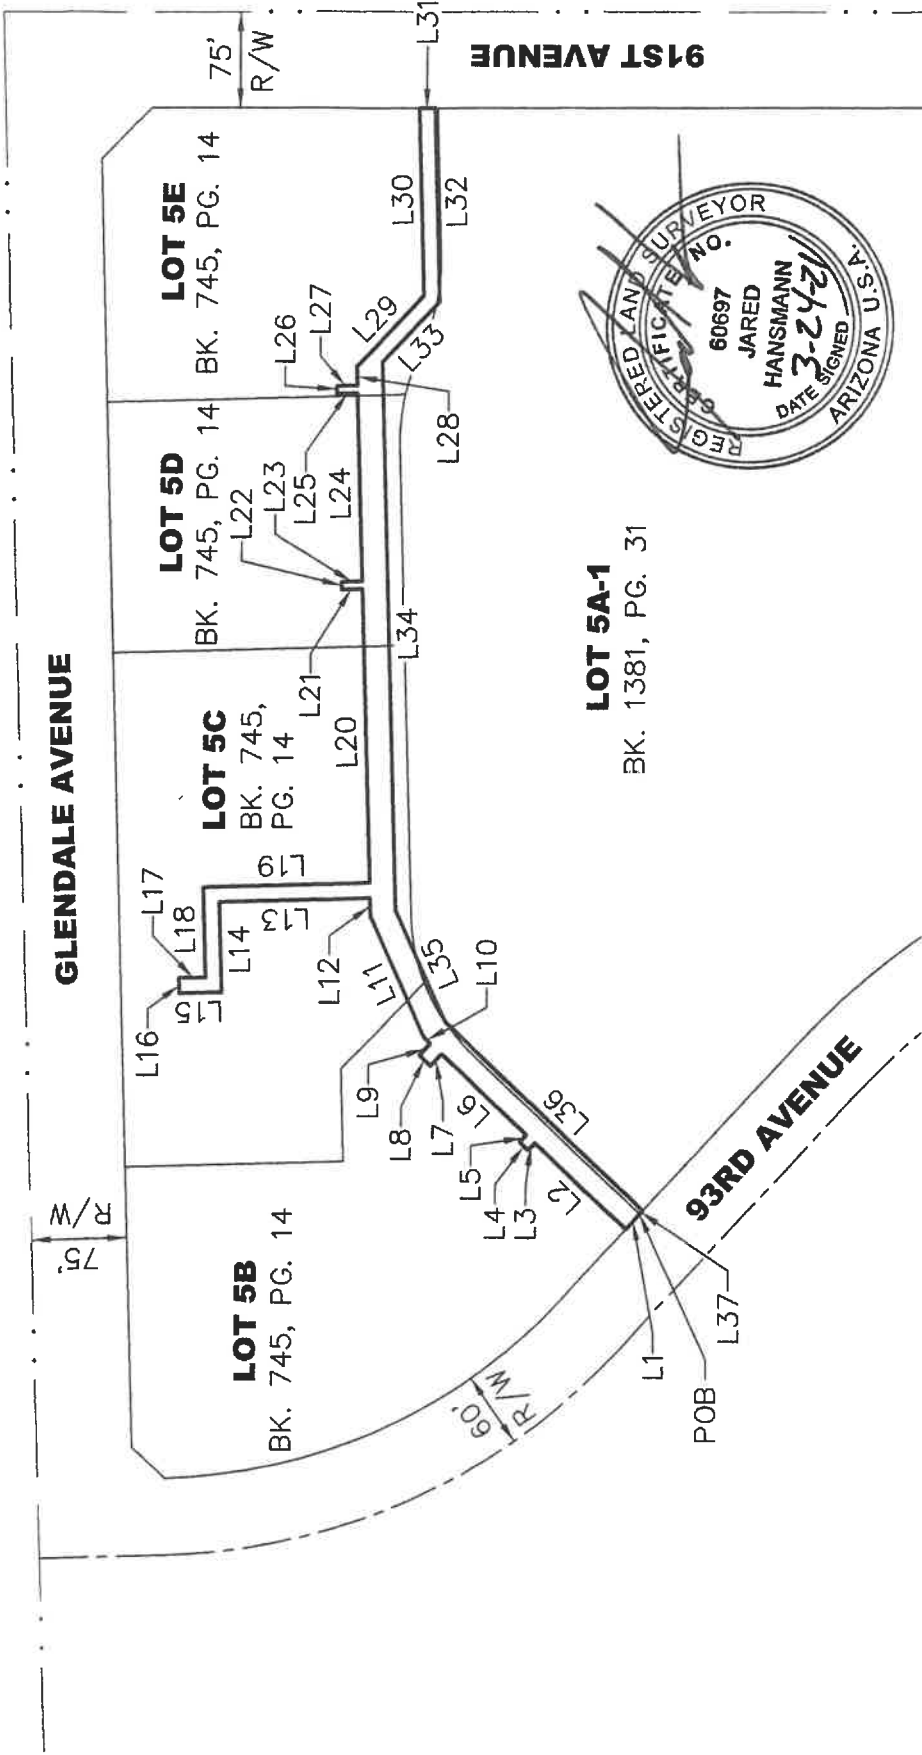 GLENDALE AVENUE
75'
R/W
75'
R/W
91ST AVENUE
LOT 5B
BK. 745, PG. 14
LOT 5C
BK. 745,
PG. 14
LOT 5D
BK. 745, PG. 14
LOT 5E
BK. 745, PG. 14
L16
L17
L15
L18
L14
L13
L19
L12
L11
L20
L21
L22
L23
L25
L24
L26
L27
L28
L29
L30
L31
L32
L33
L34
L35
L10
L9
L8
L7
L6
L5
L4
L3
L2
L36
L1
L37
POB
60'
R/W
93RD AVENUE
LOT 5A-1
BK. 1381, PG. 31
REGISTERED LAND SURVEYOR
CERTIFICATE NO.
60697
JARED
HANSMANN
3-24-21
DATE SIGNED
ARIZONA U.S.A.